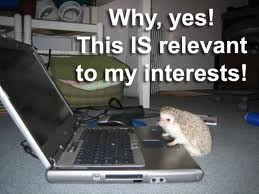 Why, yes!
This IS relevant
to my interests!